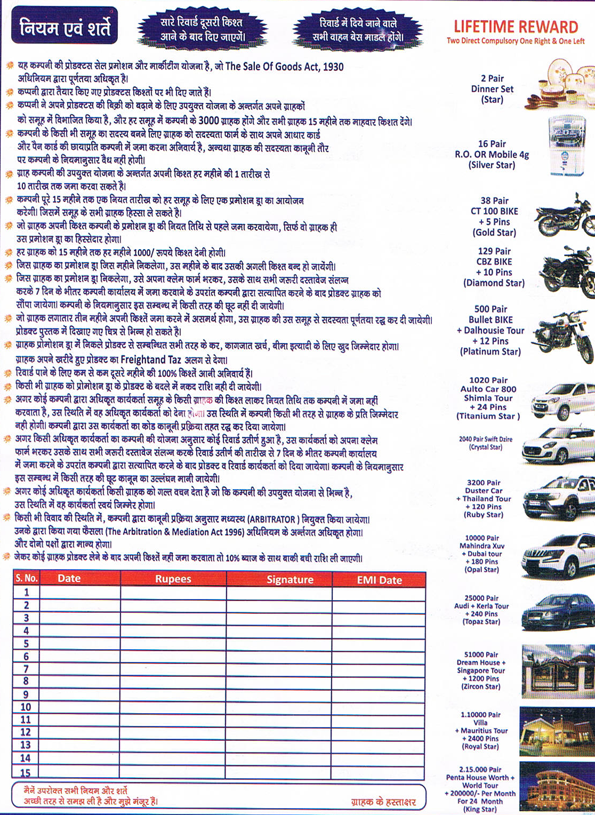 नियम एवं शर्ते
सारे रिवार्ड दूसरी किश्त
आने के बाद दिए जाएगें।
रिवार्ड में दिये जाने वाले
सभी वाहन बेस माडल होंगे।
यह कम्पनी की प्रोडक्टस सेल प्रमोशन और मार्कीटींग योजना है, जो The Sale Of Goods Act, 1930
अधिनियम द्वारा पूर्णतया अधिकृत है।
कम्पनी द्वारा तैयार किए गए प्रोडक्टस किश्तों पर भी दिए जाते हैं।
कम्पनी ने अपने प्रोडक्टस की बिक्री को बढ़ाने के लिए उपयुक्त योजना के अन्तर्गत अपने ग्राहकों
को समूह में विभाजित किया है, और हर समूह में कम्पनी के 3000 ग्राहक होंगे और सभी ग्राहक 15 महीने तक माहवार किशत देंगे।
कम्पनी के किसी भी समूह का सदस्य बनने लिए ग्राहक को सदस्यता फार्म के साथ अपने आधार कार्ड
और पैन कार्ड की छायाप्रति कम्पनी में जमा करना अनिवार्य है, अन्यथा ग्राहक की सदस्यता कानूनी तौर
पर कम्पनी के नियमानुसार वैध नही होगी।
ग्राह कम्पनी की उपयुक्त योजना के अंतर्गत अपनी किश्त हर महीने की 1 तारीख से
10 तारीख तक जमा करवा सकते है।
कम्पनी पूरे 15 महीने तक एक नियत तारीख को हर समूह के लिए एक प्रमोशन ड्रा का आयोजन
करेगी। जिसमें समूह के सभी ग्राहक हिस्सा ले सकते है।
जो ग्राहक अपनी किश्त कम्पनी के प्रमोशन ड्रा की नियत तिथि से पहले जमा करवायेगा, सिर्फ वो ग्राहक ही
उस प्रमोशन ड्रा का हिस्सेदार होगा।
हर ग्राहक को 15 महीने तक हर महीने 1000/ रूपये किश्त देनी होगी।
जिस ग्राहक का प्रमोशन ड्रा जिस महीने निकलेगा, उस महीने के बाद उसकी अगली किश्त बन्द हो जायेंगी।
जिस ग्राहक का प्रमोशन ड्रा निकलेगा, उसे अपना क्लेम फार्म भरकर, उसके साथ सभी जरूरी दस्तावेज संलग्न
करके 7 दिन के भीतर कम्पनी कार्यालय में जमा करवाने के उपरांत कम्पनी द्वारा सत्यापित करने के बाद प्रोडक्ट ग्राहक को
सौंपा जाएगा। कम्पनी के नियमानुसार इस सम्बन्ध में किसी तरह की छूट नहीं दी जायेगी।
जो ग्राहक लगातार तीन महीने अपनी किश्त जमा करने में असमर्थ होगा, उस ग्राहक की उस समूह से सदस्यता पूर्णतया रद्ध कर दी जायेगी।
प्रोडक्ट पुस्तक में दिखाए गए चित्र से भिन्न हो सकते है।
ग्राहक प्रोमोशन ड्रा में निकले प्रोडक्ट से सम्बन्धित सभी तरह के कर, कागजात खर्च, बीमा इत्यादी के लिए खुद जिम्मेदार होगा।
ग्राहक अपने खरीदे हुए प्रोडक्ट का Freightand Taz अलग से देगा।
रिवार्ड पाने के लिए कम से कम दूसरे महीने की 100% किश्तें आनी अनिवार्य है।
किसी भी ग्राहक को प्रोमोशन ड्रा के प्रोडक्ट के बदले में नकद राशि नही दी जायेगी।
अगर कोई कम्पनी द्वारा अधिकृत कार्यकर्ता समूह के किसी ग्राहक की किश्त लाकर नियत तिथि तक कम्पनी में जमा नही
करवाता है, उस स्थिति में वह अधिकृत कार्यकर्ता को देना होगा। उस स्थिति में कम्पनी किसी भी तरह से ग्राहक के प्रति जिम्मेदार
नही होगी। कम्पनी द्वारा उस कार्यकर्ता का कोड कानूनी प्रक्रिया तहत रद्ध कर दिया जायेगा।
अगर किसी अधिकृत कार्यकर्ता का कम्पनी की योजना अनुसार कोई रिवार्ड उतीर्ण हुआ है, उस कार्यकर्ता को अपना क्लेम
फार्म भरकर उसके साथ सभी जरूरी दस्तावेज संलग्न करके रिवार्ड उतीर्ण की तारीख से 7 दिन के भीतर कम्पनी कार्यालय
में जमा करने के उपरांत कम्पनी द्वारा सत्यापित करने के बाद प्रोडक्ट व रिवार्ड कार्यकर्ता को दिया जायेगा। कम्पनी के नियमानुसार
इस सम्बन्ध में किसी तरह की छूट कानून का उल्लंघन मानी जायेगी।
अगर कोई अधिकृत कार्यकर्ता किसी ग्राहक को गल्त वचन देता है जो कि कम्पनी की उपयुक्त योजना से भिन्न है,
उस स्थिति में वह कार्यकर्ता स्वयं जिम्मेर होगा।
किसी भी विवाद की स्थिति में, कम्पनी द्वारा कानूनी प्रक्रिया अनुसार मध्यस्थ (ARBITRATOR ) नियुक्त किया जायेगा।
उनके द्वारा किया गया फैसला (The Arbitration & Mediation Act 1996) अधिनियम के अर्न्तगत अधिकृत होगा।
और दोनो पक्षों द्वारा मान्य होगा।
जेकर कोई ग्राहक प्रोडक्ट लेने के बाद अपनी किश्तें नहीं जमा करवाता तो 10% ब्याज के साथ बाकी बची राशि ली जाएगी।
S. No. Date Rupees Signature EMI Date
1
2
3
4
5
6
7
8
9
10
11
12
13
14
15
मैनें उपरोक्त सभी नियम और शर्ते
अच्छी तरह से समझ ली है और मुझे मंजूर है।
ग्राहक के हस्ताक्षर
LIFETIME REWARD
Two Direct Compulsory One Right & One Left
2 Pair
Dinner Set
(Star)
16 Pair
R.O. OR Mobile 4g
(Silver Star)
38 Pair
CT 100 BIKE
+ 5 Pins
(Gold Star)
129 Pair
CBZ BIKE
+ 10 Pins
(Diamond Star)
500 Pair
Bullet BIKE
+ Dalhousie Tour
+ 12 Pins
(Platinum Star)
1020 Pair
Aulto Car 800
Shimla Tour
+ 24 Pins
(Titanium Star )
2040 Pair Swift Dzire
(Crystal Star)
3200 Pair
Duster Car
+ Thailand Tour
+ 120 Pins
(Ruby Star)
10000 Pair
Mahindra Xuv
+ Dubai tour
+ 180 Pins
(Opal Star)
25000 Pair
Audi + Kerla Tour
+ 240 Pins
(Topaz Star)
51000 Pair
Dream House +
Singapore Tour
+ 1200 Pins
(Zircon Star)
1.10000 Pair
Villa
+ Mauritius Tour
+ 2400 Pins
(Royal Star)
2.15.000 Pair
Penta House Worth +
World Tour
+ 200000/- Per Month
For 24 Month
(King Star)